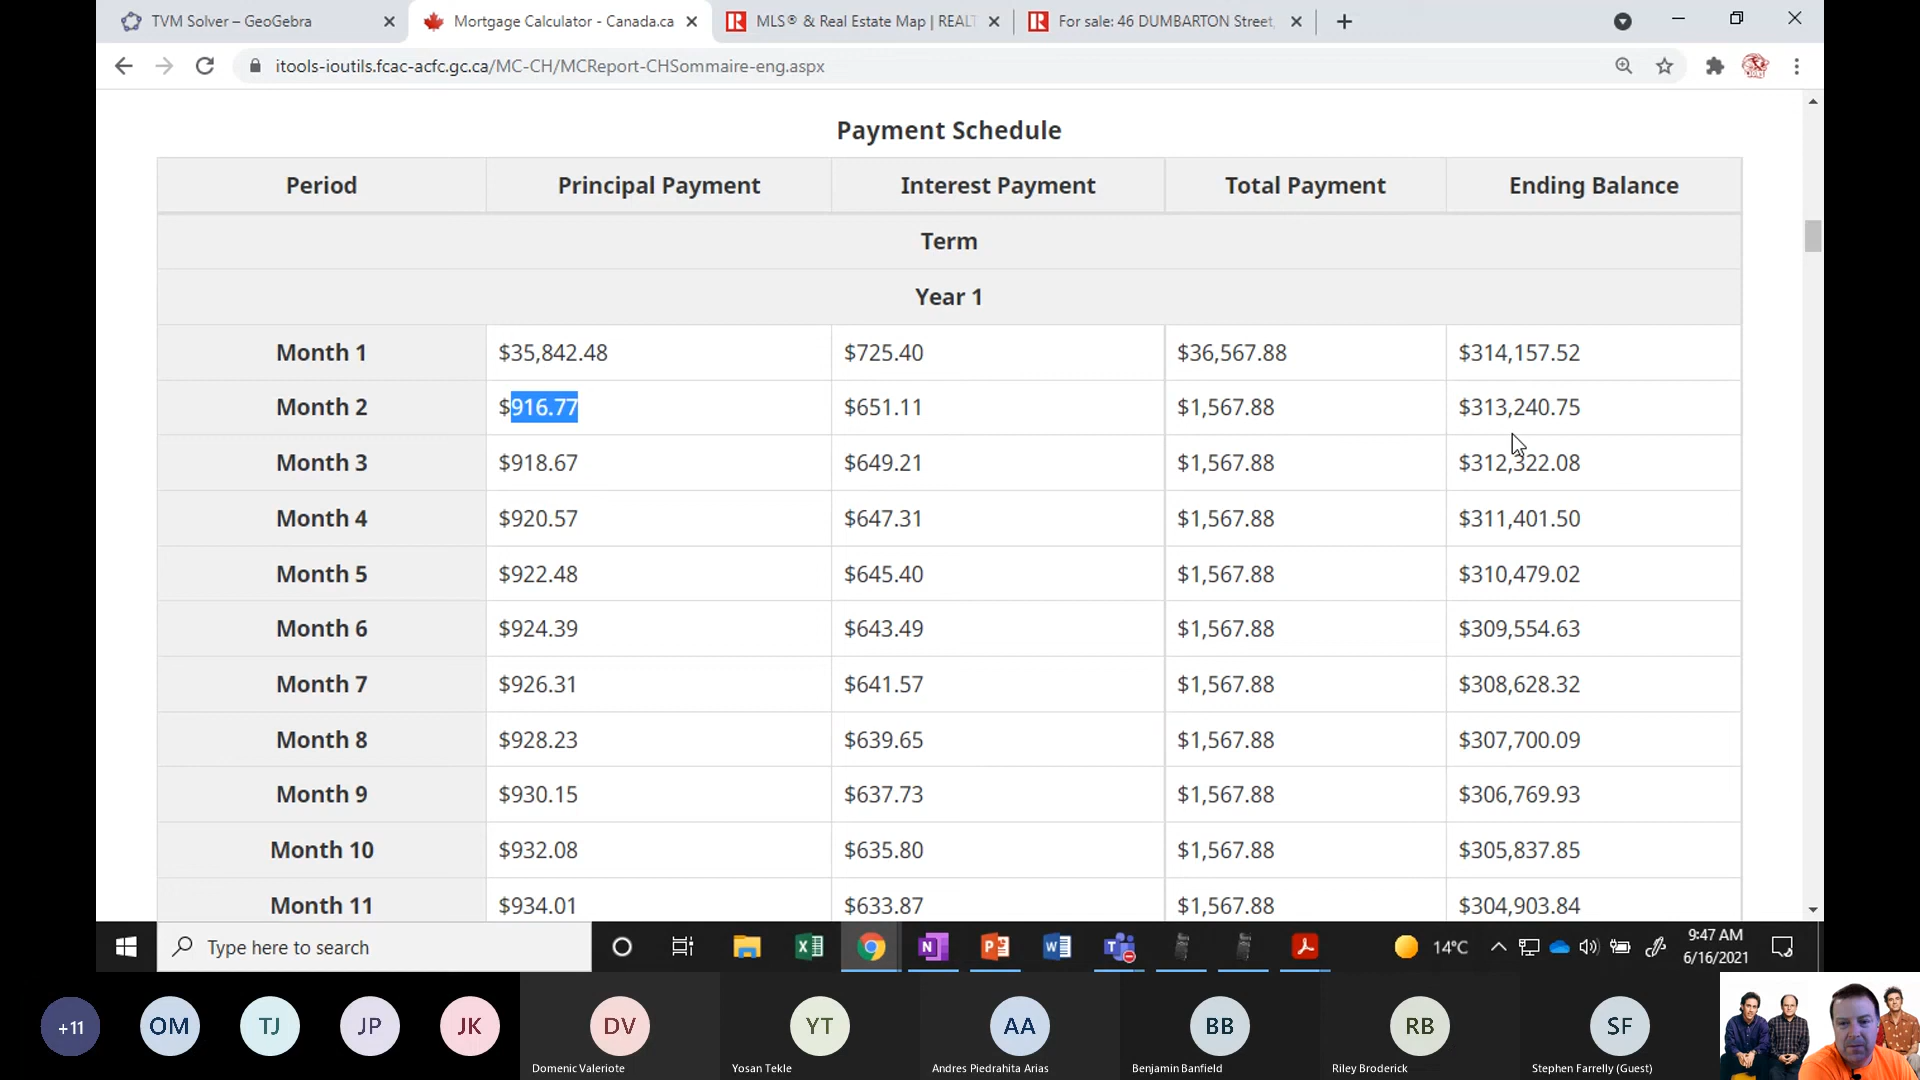 TVM Solver – GeoGebra
Mortgage Calculator - Canada.ca
MLS® & Real Estate Map | REALT
For sale: 46 DUMBARTON Street,
itools-ioutils.fcac-acfc.gc.ca/MC-CH/MCReport-CHSommaire-eng.aspx
Payment Schedule
Period Principal Payment Interest Payment Total Payment Ending Balance
Term
Year 1
Month 1 $35,842.48 $725.40 $36,567.88 $314,157.52
Month 2 $916.77 $651.11 $1,567.88 $313,240.75
Month 3 $918.67 $649.21 $1,567.88 $312,322.08
Month 4 $920.57 $647.31 $1,567.88 $311,401.50
Month 5 $922.48 $645.40 $1,567.88 $310,479.02
Month 6 $924.39 $643.49 $1,567.88 $309,554.63
Month 7 $926.31 $641.57 $1,567.88 $308,628.32
Month 8 $928.23 $639.65 $1,567.88 $307,700.09
Month 9 $930.15 $637.73 $1,567.88 $306,769.93
Month 10 $932.08 $635.80 $1,567.88 $305,837.85
Month 11 $934.01 $633.87 $1,567.88 $304,903.84
Type here to search
14°C
9:47 AM
6/16/2021
+11 OM TJ JP JK DV YT AA BB RB SF
Domenic Valeriote Yosan Tekle Andres Piedrahita Arias Benjamin Banfield Riley Broderick Stephen Farrelly (Guest)